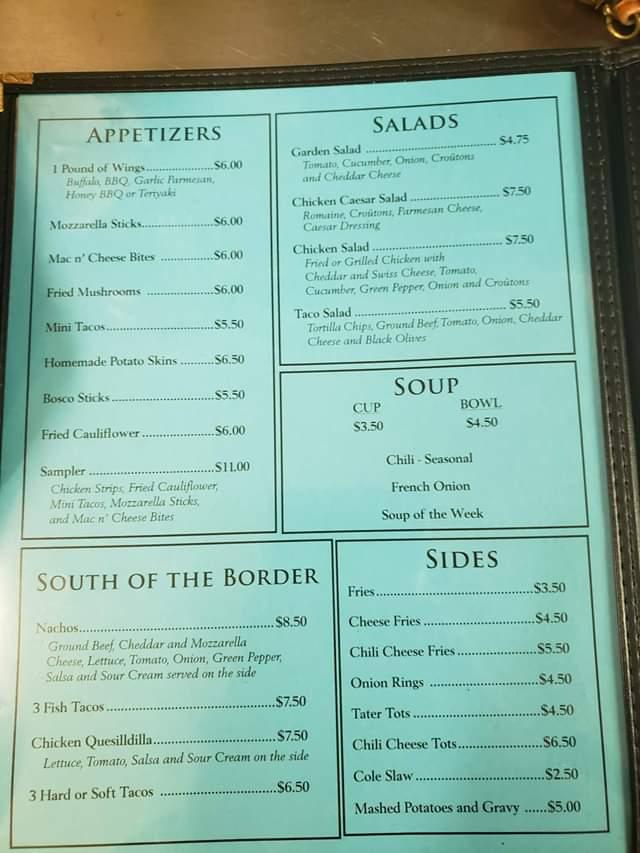 APPETIZERS
1 Pound of Wings....................$6.00
Buffalo, BBQ, Garlic Parmesan,
Honey BBQ or Teriyaki
Mozzarella Sticks.....................$6.00
Mac n' Cheese Bites ................$6.00
Fried Mushrooms ....................$6.00
Mini Tacos................................$5.50
Homemade Potato Skins ..........$6.50
Bosco Sticks..............................$5.50
Fried Cauliflower.....................$6.00
Sampler .....................................$11.00
Chicken Strips, Fried Cauliflower,
Mini Tacos, Mozzarella Sticks,
and Mac n' Cheese Bites
SALADS
Garden Salad ....................................... $4.75
Tomato, Cucumber, Onion, Croûtons
and Cheddar Cheese
Chicken Caesar Salad .......................... $7.50
Romaine, Croûtons, Parmesan Cheese,
Caesar Dressing
Chicken Salad ...................................... $7.50
Fried or Grilled Chicken with
Cheddar and Swiss Cheese, Tomato,
Cucumber, Green Pepper, Onion and Croûtons
Taco Salad ............................................. $5.50
Tortilla Chips, Ground Beef, Tomato, Onion, Cheddar
Cheese and Black Olives
SOUP
CUP BOWL
$3.50 $4.50
Chili - Seasonal
French Onion
Soup of the Week
SOUTH OF THE BORDER
Nachos.......................................................$8.50
Ground Beef, Cheddar and Mozzarella
Cheese, Lettuce, Tomato, Onion, Green Pepper,
Salsa and Sour Cream served on the side
3 Fish Tacos................................................$7.50
Chicken Quesilldilla...................................$7.50
Lettuce, Tomato, Salsa and Sour Cream on the side
3 Hard or Soft Tacos .................................$6.50
SIDES
Fries.............................................$3.50
Cheese Fries ................................$4.50
Chili Cheese Fries.......................$5.50
Onion Rings ...............................$4.50
Tater Tots....................................$4.50
Chili Cheese Tots........................$6.50
Cole Slaw.....................................$2.50
Mashed Potatoes and Gravy ......$5.00